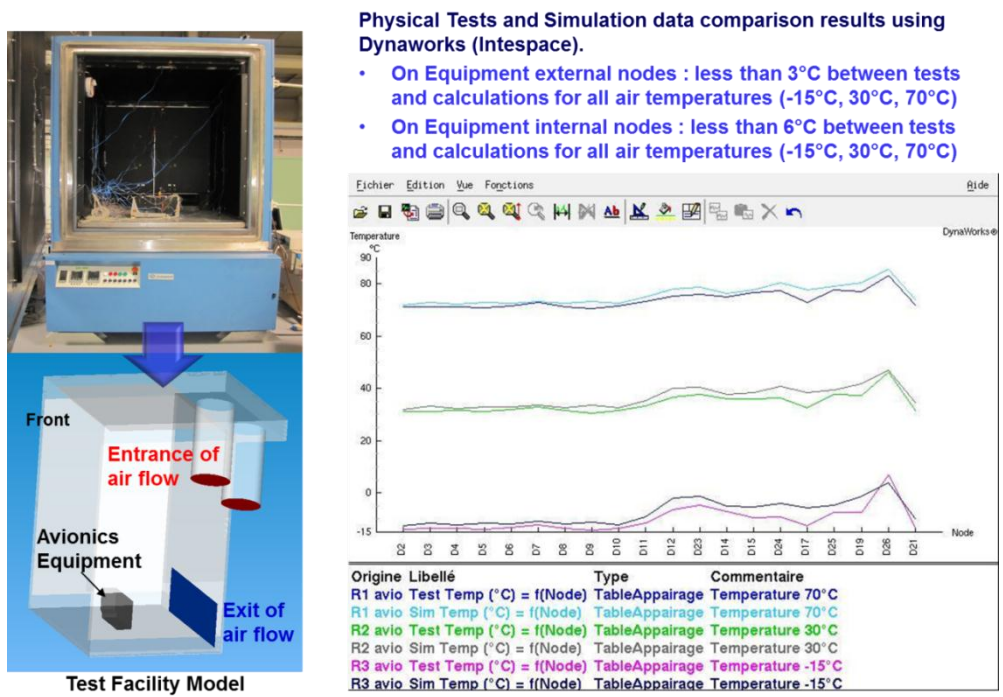 Physical Tests and Simulation data comparison results using
Dynaworks (Intespace).
• On Equipment external nodes : less than 3°C between tests
and calculations for all air temperatures (-15°C, 30°C, 70°C)
• On Equipment internal nodes : less than 6°C between tests
and calculations for all air temperatures (-15°C, 30°C, 70°C)
Fichier Edition Vue Fonctions Aide
Ab
Temperature
°C
DynaWorks®
90
80
60
40
20
0
-15
Node
D2 D3 D4 D5 D6 D7 D8 D9 D10 D11 D12 D23 D14 D15 D24 D17 D25 D19 D26 D21
Origine Libellé Type Commentaire
R1 avio Test Temp (°C) = f(Node) TableAppairage Temperature 70°C
R1 avio Sim Temp (°C) = f(Node) TableAppairage Temperature 70°C
R2 avio Test Temp (°C) = f(Node) TableAppairage Temperature 30°C
R2 avio Sim Temp (°C) = f(Node) TableAppairage Temperature 30°C
R3 avio Test Temp (°C) = f(Node) TableAppairage Temperature -15°C
R3 avio Sim Temp (°C) = f(Node) TableAppairage Temperature -15°C
Front
Entrance of
air flow
Avionics
Equipment
Exit of
air flow
Test Facility Model